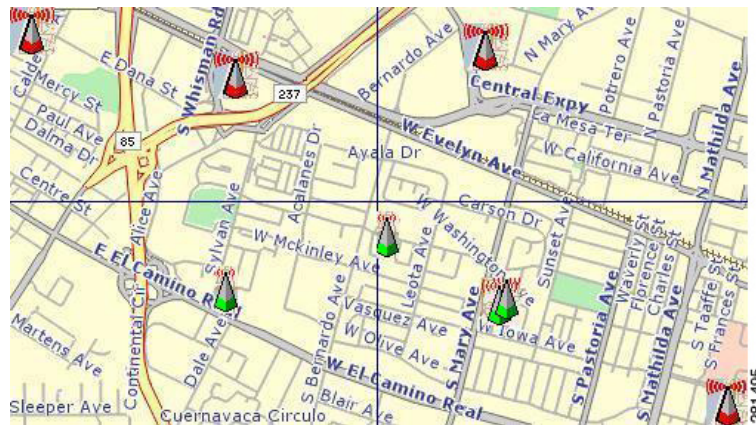 Calder
Mercy St
E Dana St
Paul Ave
Dalma Dr
85
Centre St
S Whisman Rd
237
Bernardo Ave
N Mary Ave
Potrero Ave
N Pastoria Ave
Central Expy
La Mesa Ter
W California Ave
N Mathilda Ave
W Evelyn Ave
Ayala Dr
Acalanes Dr
Alice Ave
Sylvan Ave
W McKinley Ave
Carson Dr
W Washington Ave
Sunset Ave
Leota Ave
E El Camino Real
Continental Cir
Martens Ave
Dale Ave
S Bernardo Ave
Vasquez Ave
W Olive Ave
W Iowa Ave
S Mary Ave
S Pastoria Ave
Waverly St
Florence St
Charles St
S Mathilda Ave
S Taaffe St
S Frances St
W El Camino Real
Blair Ave
Sleeper Ave
Cuernavaca Circulo